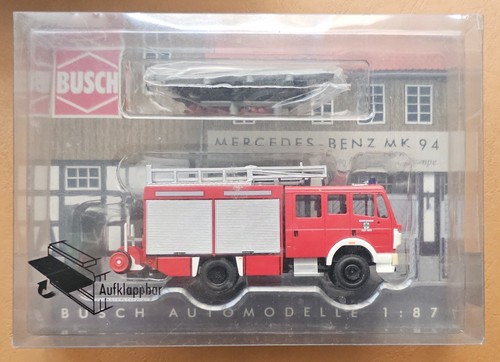 BUSCH
MERCEDES-BENZ MK 94
Aufklappbar
BUSCH AUTOMODELLE 1:87